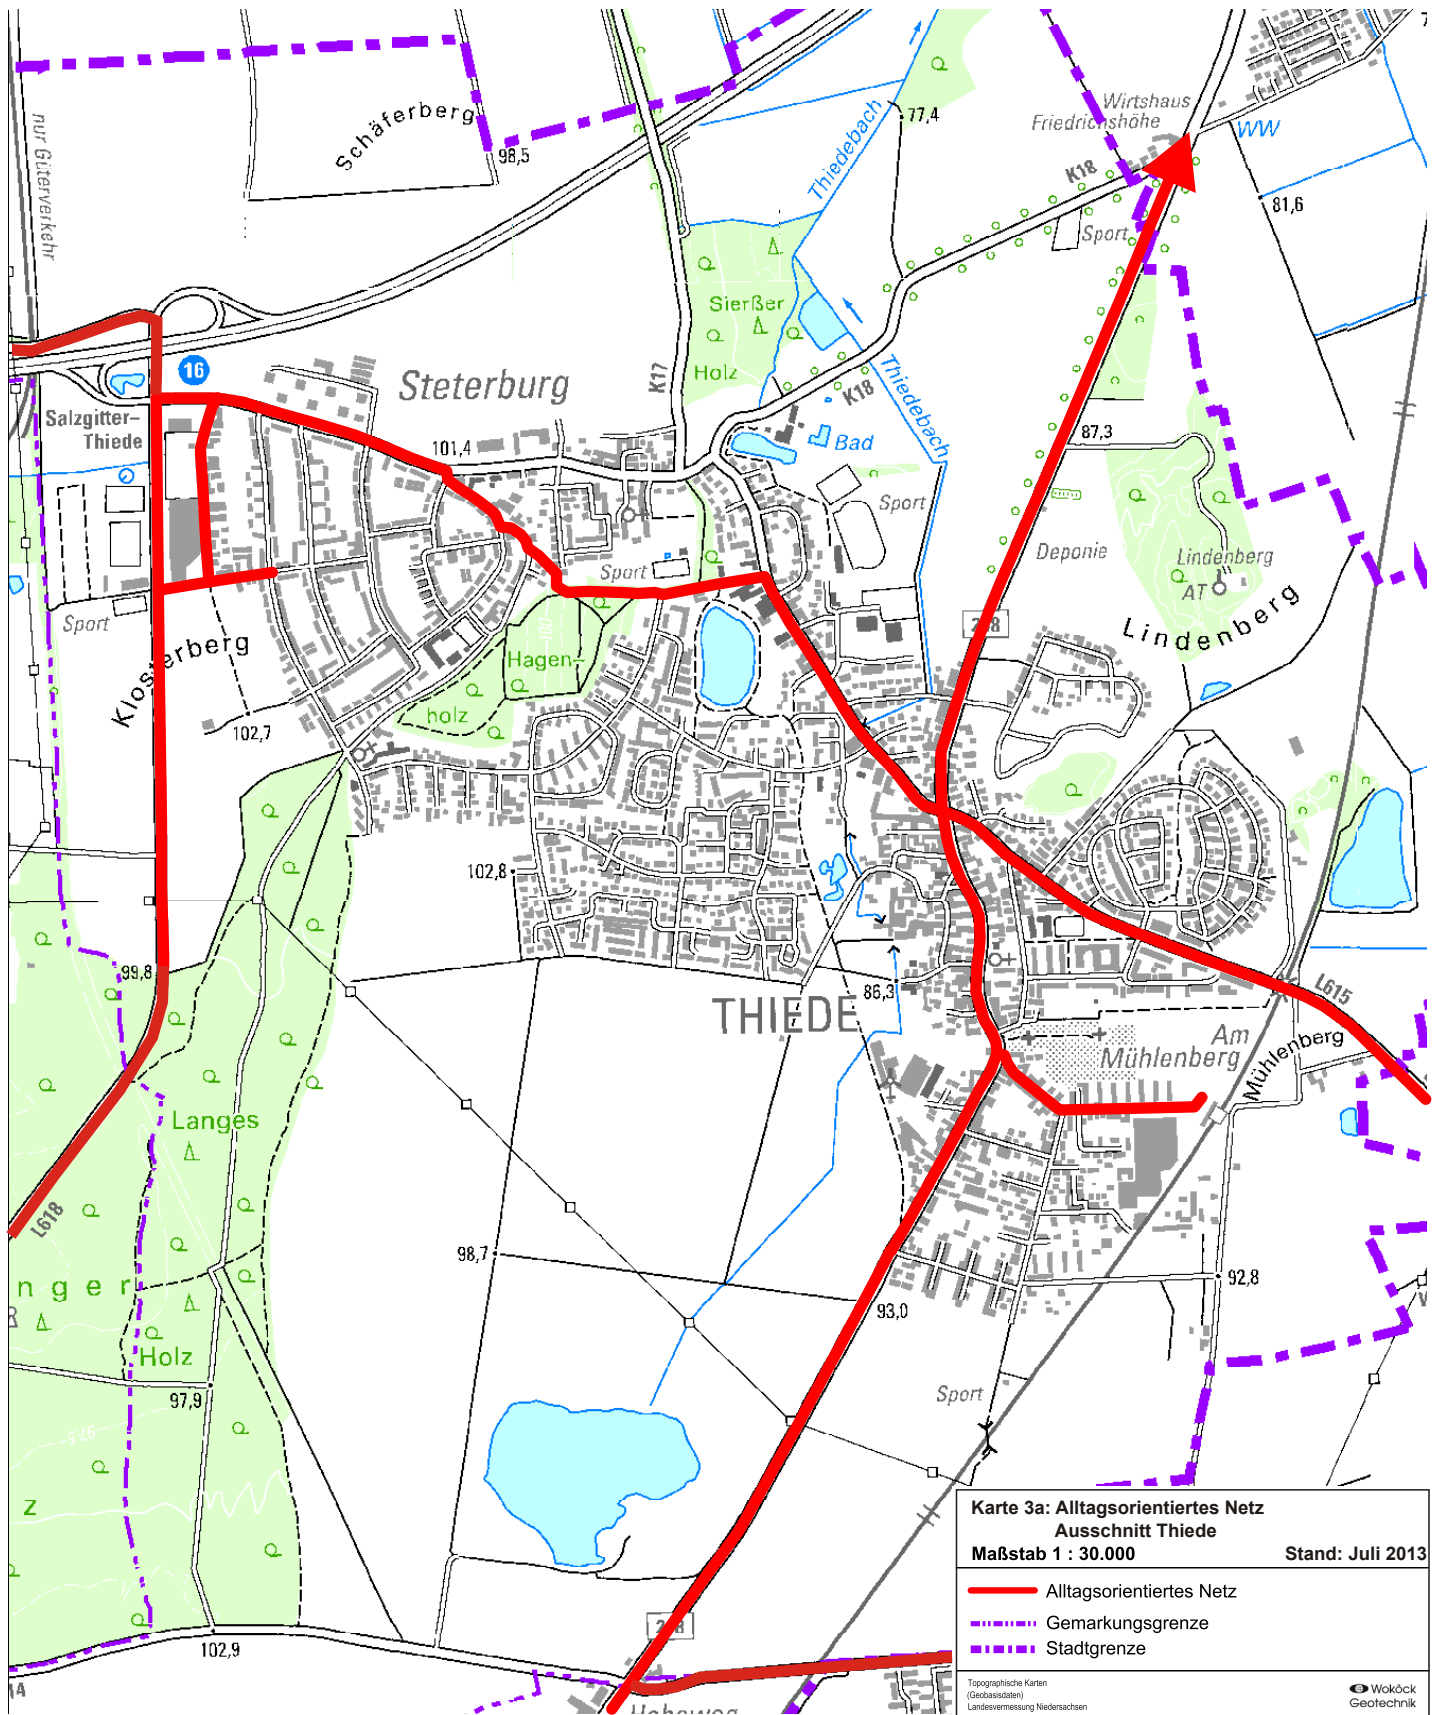 nur Güterverkehr
Schäferberg
98,5
Thiedebach
77,4
Wirtshaus
Friedrichshöhe
WW
K18
81,6
Sport
Sierßer
Holz
K17
K18
Thiedebach
16
Steterburg
Salzgitter-
Thiede
101,4
Bad
87,3
Sport
Deponie
Lindenberg
AT
Lindenberg
Sport
Sport
Klosterberg
Hagen-
holz
100
102,7
102,8
99,8
86,3
THIEDE
L615
Am
Mühlenberg
Mühlenberg
Langes
L618
nger
Holz
98,7
93,0
92,8
97,9
97,5
Sport
z
102,9
Karte 3a: Alltagsorientiertes Netz
Ausschnitt Thiede
Maßstab 1 : 30.000 Stand: Juli 2013
Alltagsorientiertes Netz
Gemarkungsgrenze
Stadtgrenze
Topographische Karten
(Geobasisdaten)
Landesvermessung Niedersachsen
Woköck
Geotechnik